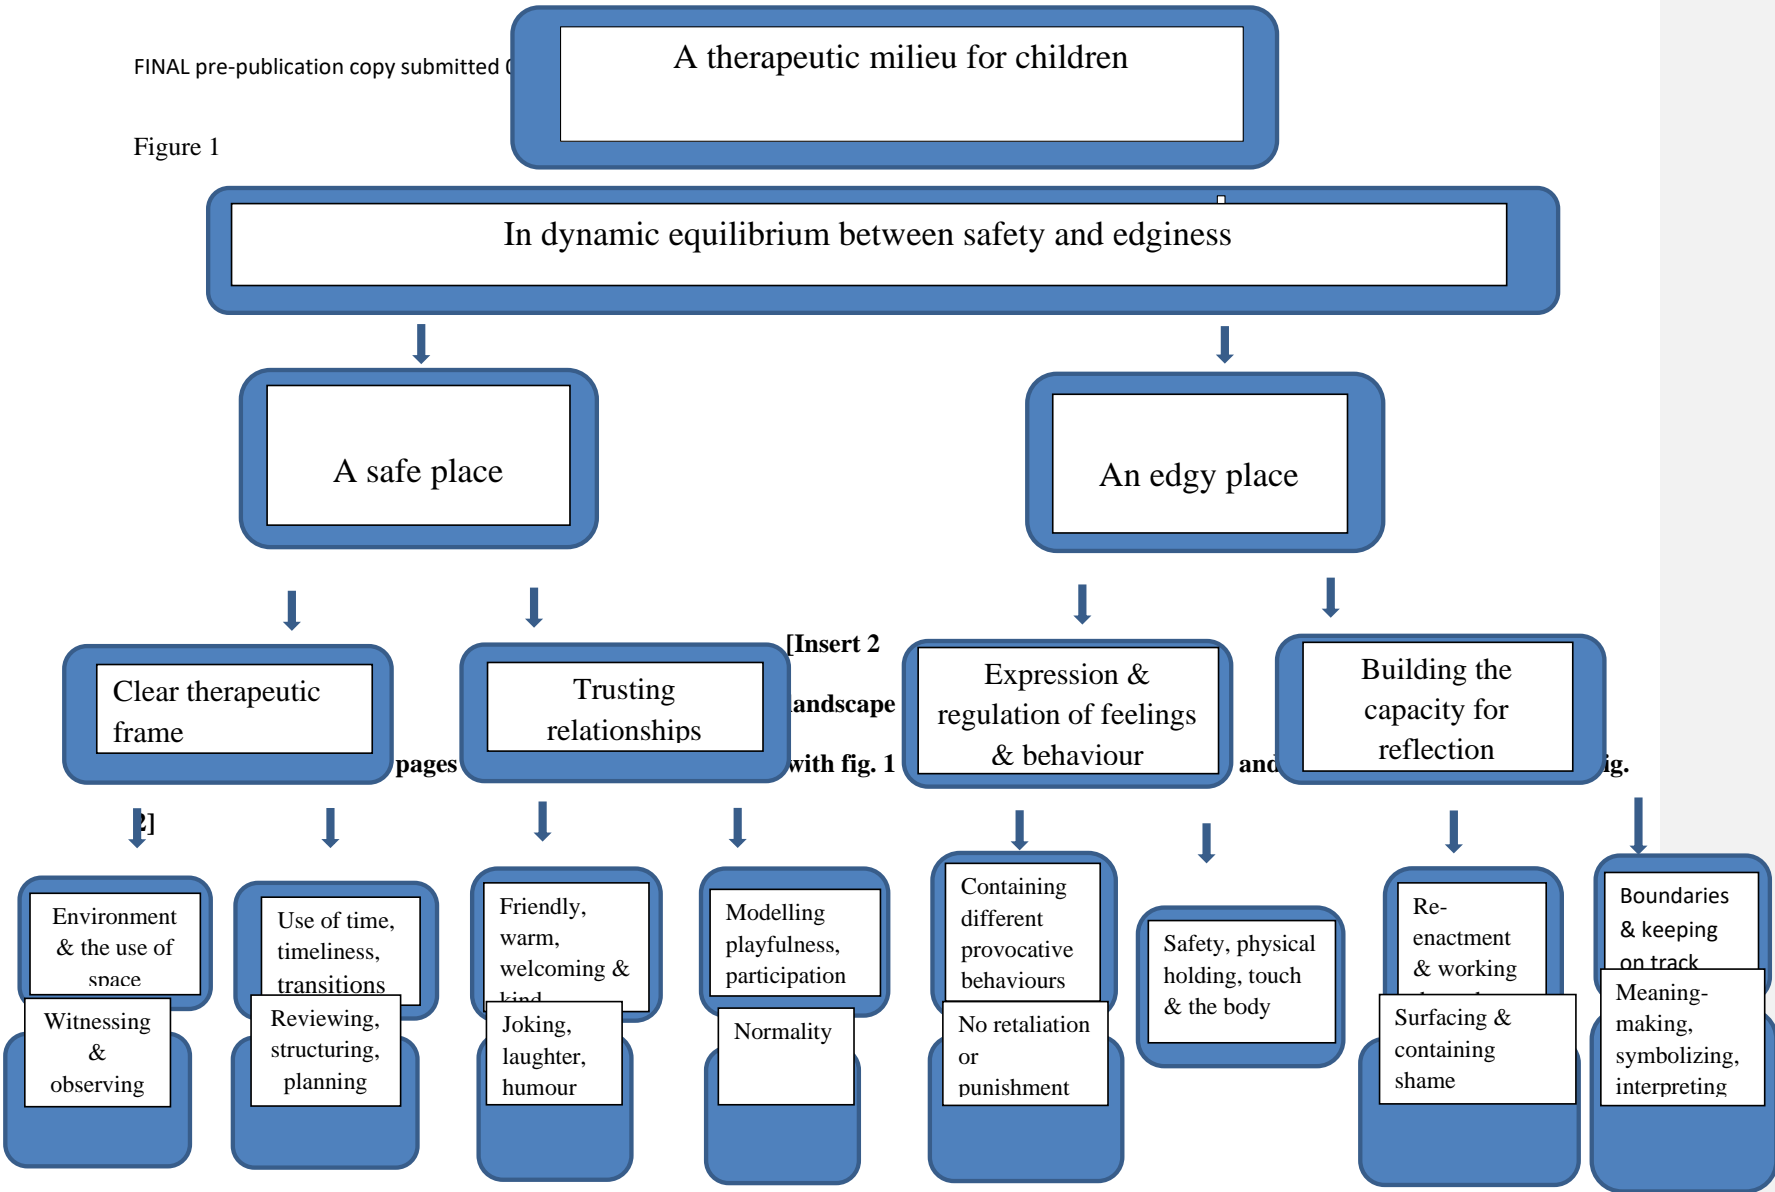 A therapeutic milieu for children
FINAL pre-publication copy submitted
Figure 1
In dynamic equilibrium between safety and edginess
A safe place
An edgy place
[Insert 2
landscape
pages
with fig. 1
and
fig.
2]
Clear therapeutic
frame
Trusting
relationships
Expression &
regulation of feelings
& behaviour
Building the
capacity for
reflection
Environment
& the use of
space
Use of time,
timeliness,
transitions
Friendly,
warm,
welcoming &
kind
Modelling
playfulness,
participation
Containing
different
provocative
behaviours
Safety, physical
holding, touch
& the body
Re-
enactment
& working
Boundaries
& keeping
on track
Witnessing
&
observing
Reviewing,
structuring,
planning
Joking,
laughter,
humour
Normality
No retaliation
or
punishment
Surfacing &
containing
shame
Meaning-
making,
symbolizing,
interpreting